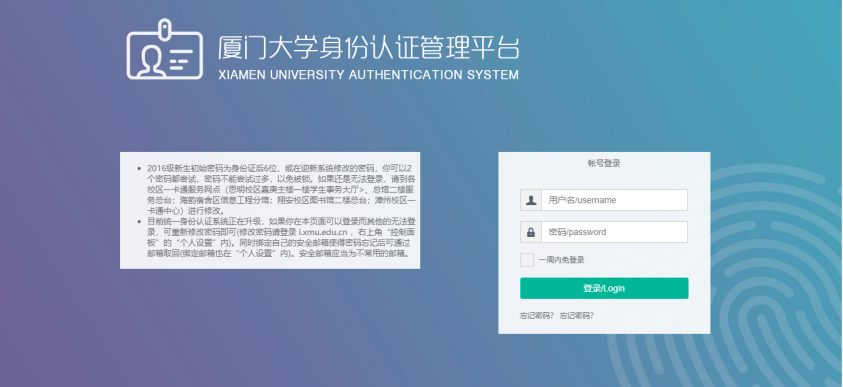 厦门大学身份认证管理平台
XIAMEN UNIVERSITY AUTHENTICATION SYSTEM
2016级新生初始密码为身份证后6位，或在迎新系统修改的密码，你可以2
个密码都尝试，密码不能尝试过多，以免被锁。如果还是无法登录，请到各
校区一卡通服务网点（思明校区嘉庚主楼一楼学生事务大厅>、总馆二楼服
务总台；海韵宿舍区信息工程分馆；翔安校区图书馆二楼总台；漳州校区一
卡通中心）进行修改。
目前统一身份认证系统正在升级，如果你在本页面可以登录而其他的无法登
录，可重新修改密码即可(修改密码请登录 i.xmu.edu.cn ，右上角“控制面
板”的“个人设置”内)。同时绑定自己的安全邮箱使得密码忘记后可通过
邮箱取回(绑定邮箱也在“个人设置”内)。安全邮箱应当为不常用的邮箱。
帐号登录
用户名/username
密码/password
一周内免登录
登录/Login
忘记密码? 忘记密码?